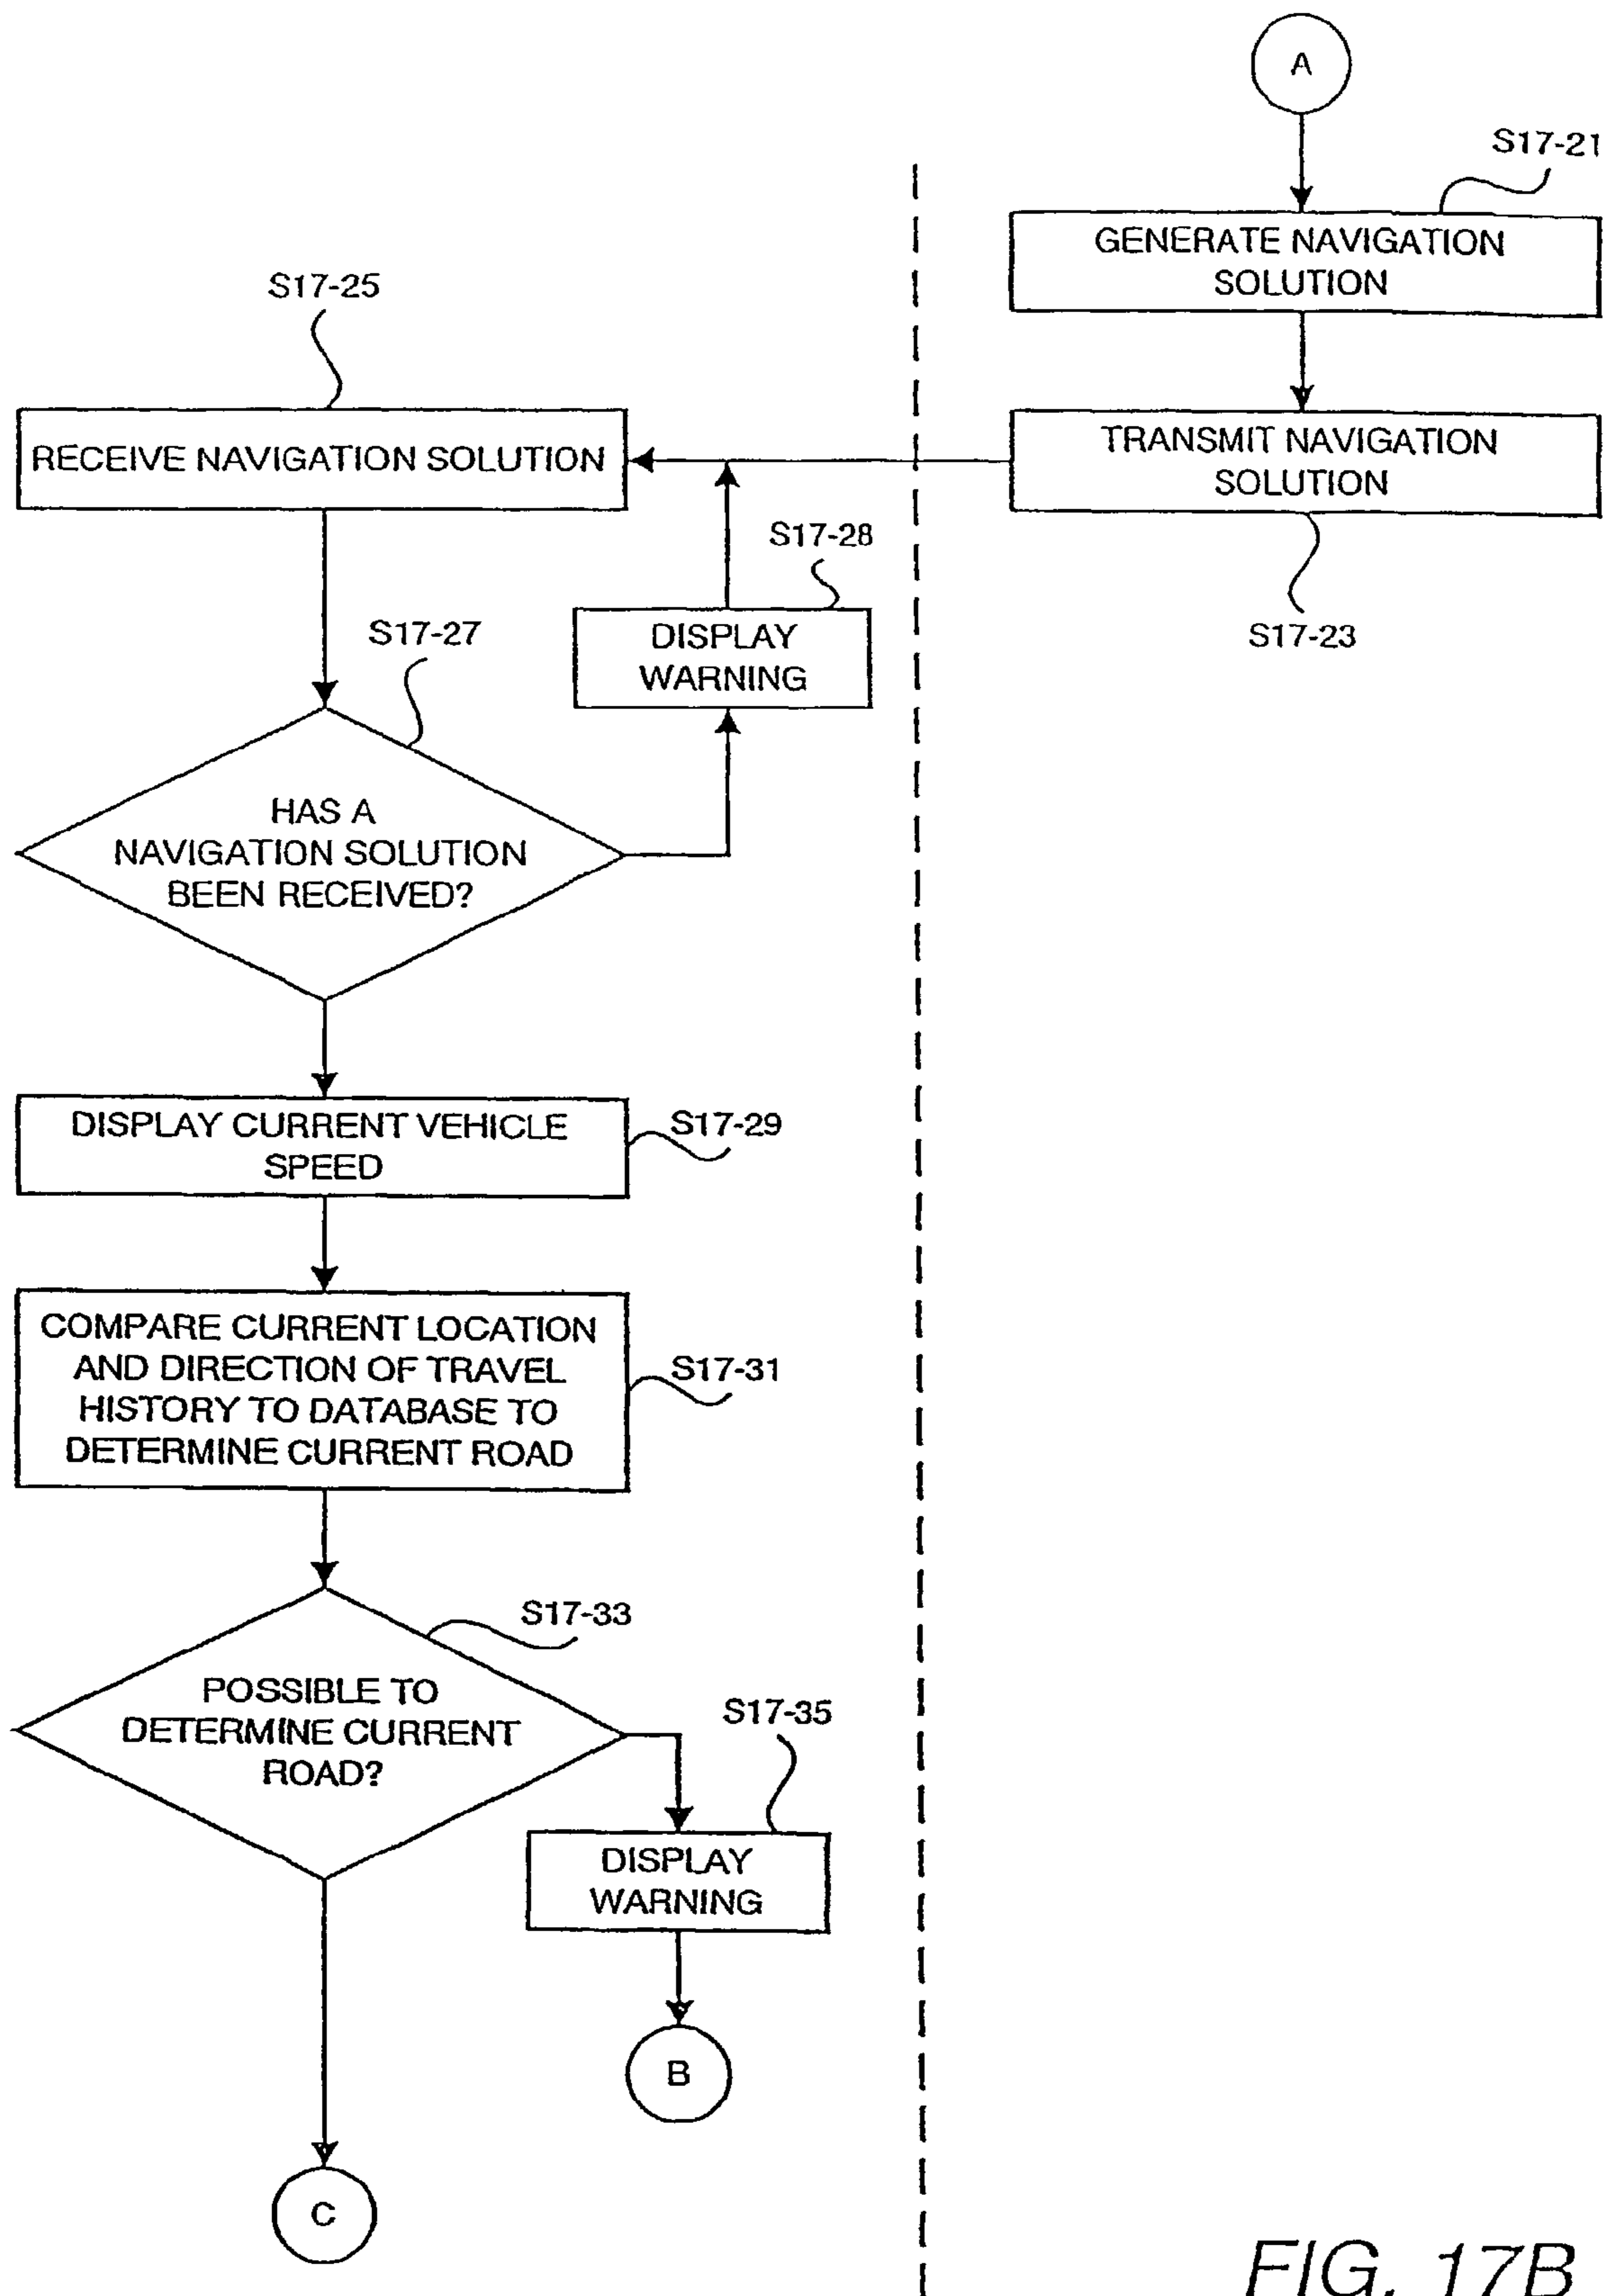 A
S17-21
GENERATE NAVIGATION
SOLUTION
S17-25
RECEIVE NAVIGATION SOLUTION
TRANSMIT NAVIGATION
SOLUTION
S17-23
S17-28
DISPLAY
WARNING
S17-27
HAS A
NAVIGATION SOLUTION
BEEN RECEIVED?
DISPLAY CURRENT VEHICLE
SPEED
S17-29
COMPARE CURRENT LOCATION
AND DIRECTION OF TRAVEL
HISTORY TO DATABASE TO
DETERMINE CURRENT ROAD
S17-31
S17-33
POSSIBLE TO
DETERMINE CURRENT
ROAD?
S17-35
DISPLAY
WARNING
B
C
FIG. 17B